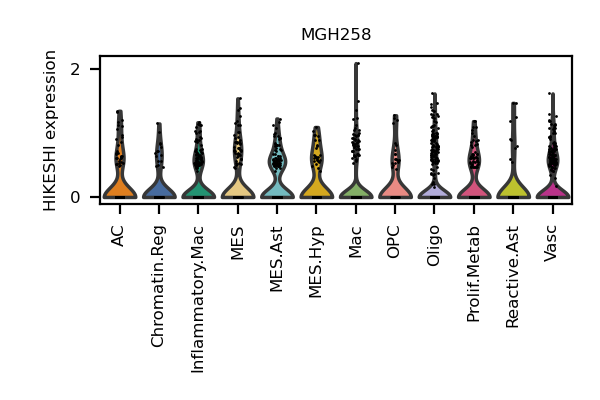 MGH258
HIKESHI expression
2
0
AC
Chromatin.Reg
Inflammatory.Mac
MES
MES.Ast
MES.Hyp
Mac
OPC
Oligo
Prolif.Metab
Reactive.Ast
Vasc